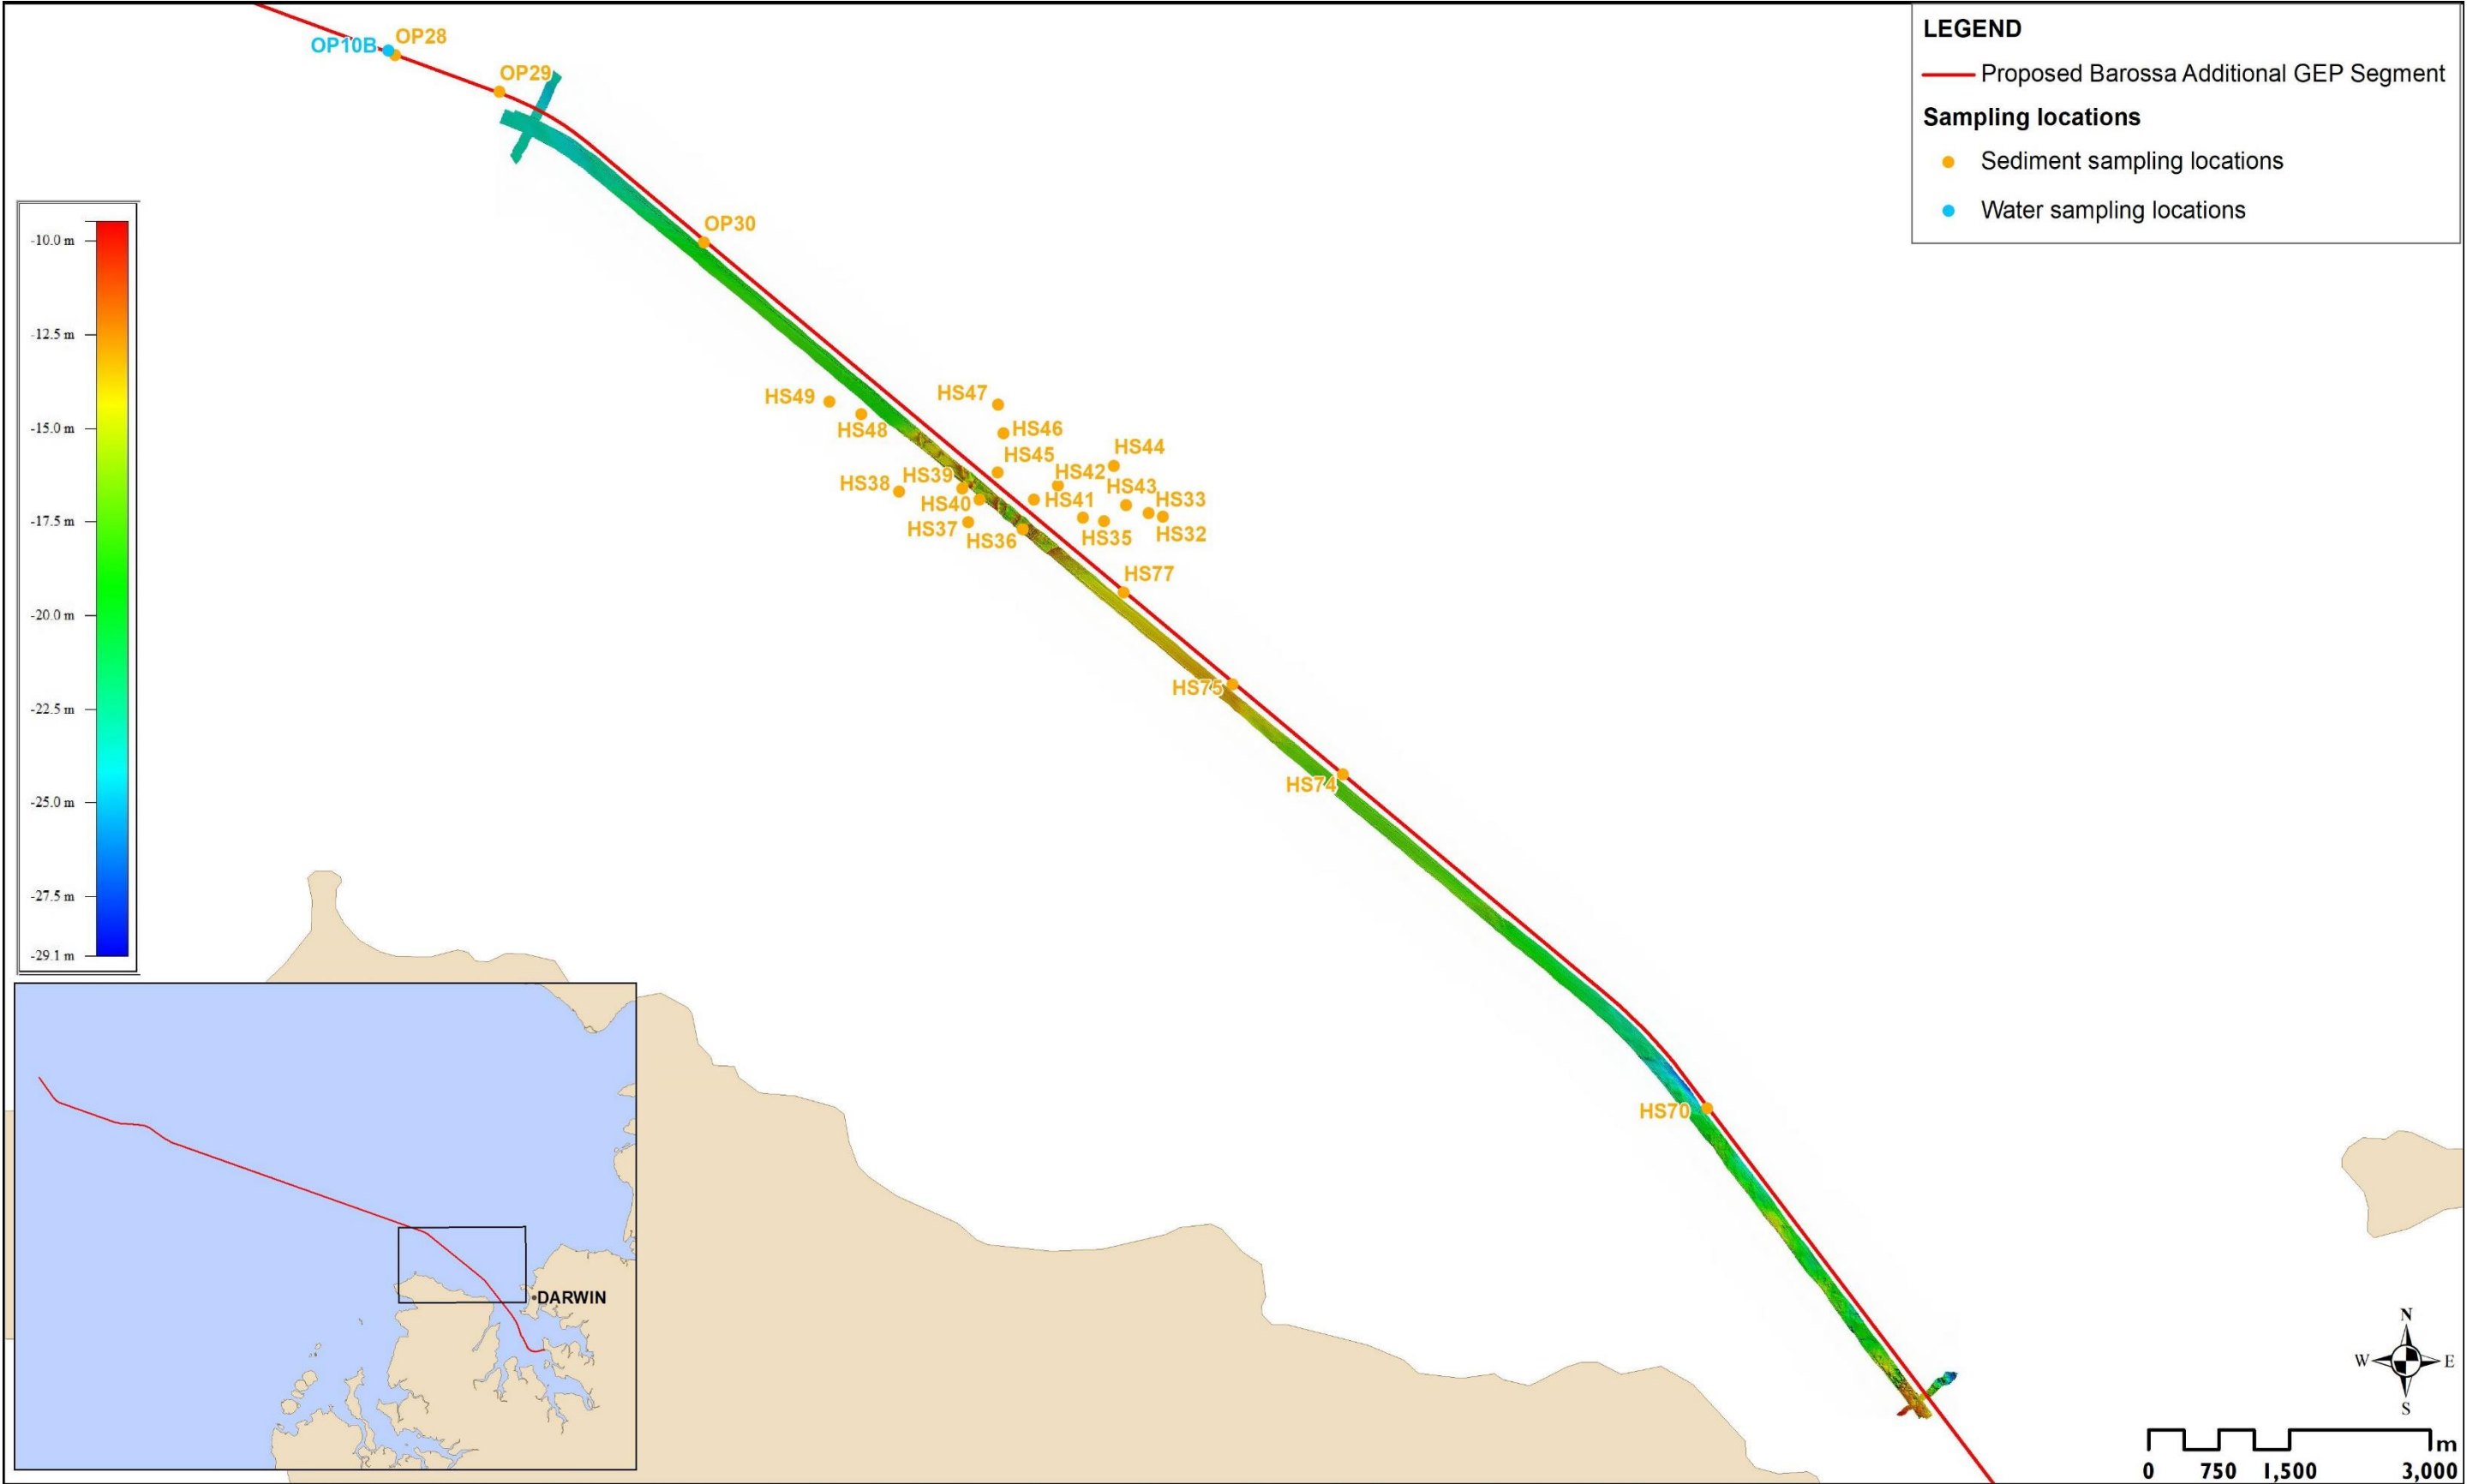 LEGEND
Proposed Barossa Additional GEP Segment
Sampling locations
Sediment sampling locations
Water sampling locations
OP10B
OP28
OP29
OP30
-10.0 m
-12.5 m
-15.0 m
-17.5 m
-20.0 m
-22.5 m
-25.0 m
-27.5 m
-29.1 m
HS49
HS48
HS47
HS46
HS45
HS44
HS42
HS43
HS33
HS32
HS41
HS35
HS38
HS39
HS40
HS37
HS36
HS77
HS75
HS74
HS70
DARWIN
N
W
E
S
m
0 750 1,500 3,000